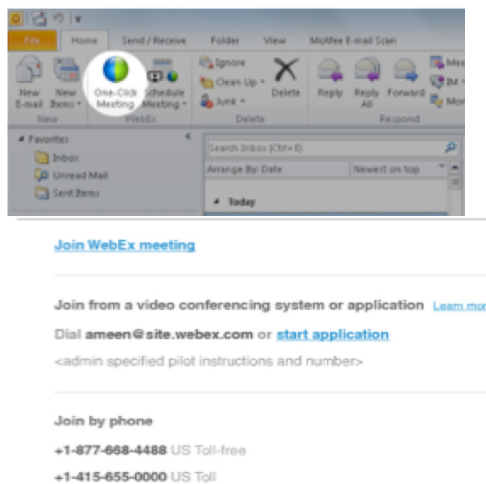 File Home Send / Receive Folder View McAfee E-mail Scan
New E-mail New Items One-Click Meeting Schedule Meeting Ignore Clean Up Junk Delete Reply Reply All Forward IM
New WebEx Delete Respond
Favorites
Inbox
Unread Mail
Sent Items
Search Inbox (Ctrl+E)
Arrange By: Date Newest on top
Today
Join WebEx meeting
Join from a video conferencing system or application Learn mor
Dial ameen@site.webex.com or start application
<admin specified pilot instructions and number>
Join by phone
+1-877-668-4488 US Toll-free
+1-415-655-0000 US Toll